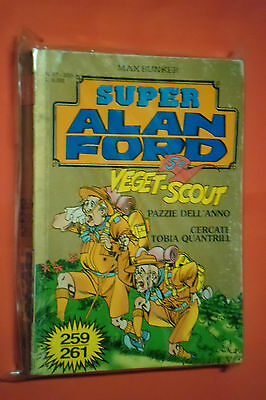 MAX BUNKER
SUPER
ALAN
FORD
VEGET-SCOUT
PAZZIE DELL'ANNO
CERCATE
TOBIA QUANTRILL
259
261